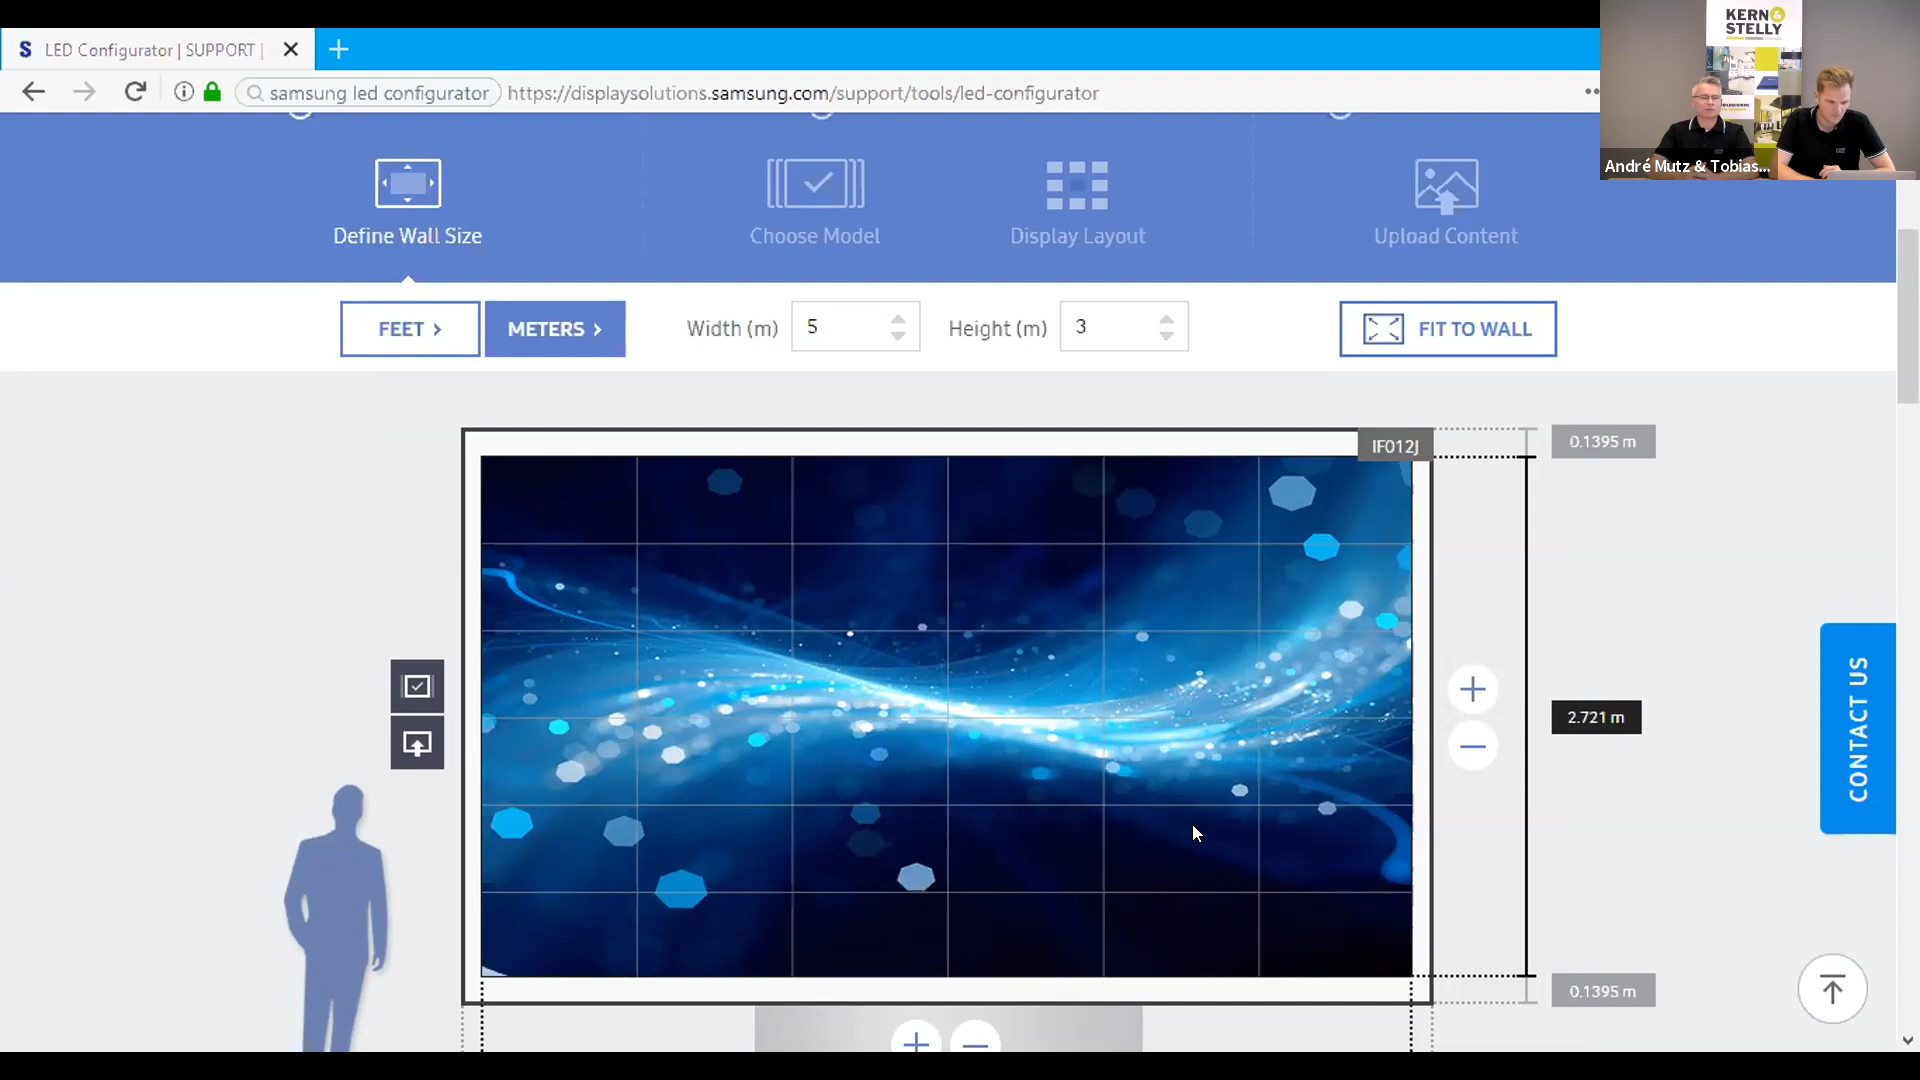 LED Configurator | SUPPORT |
samsung led configurator
https://displaysolutions.samsung.com/support/tools/led-configurator
KERN &
STELLY
André Mutz & Tobias...
Define Wall Size
Choose Model
Display Layout
Upload Content
FEET
METERS
Width (m)
5
Height (m)
3
FIT TO WALL
IF012J
0.1395 m
2.721 m
0.1395 m
CONTACT US